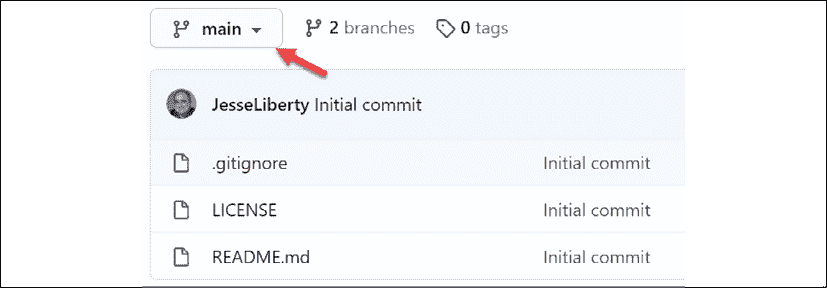 main 2 branches 0 tags
JesseLiberty Initial commit
.gitignore Initial commit
LICENSE Initial commit
README.md Initial commit